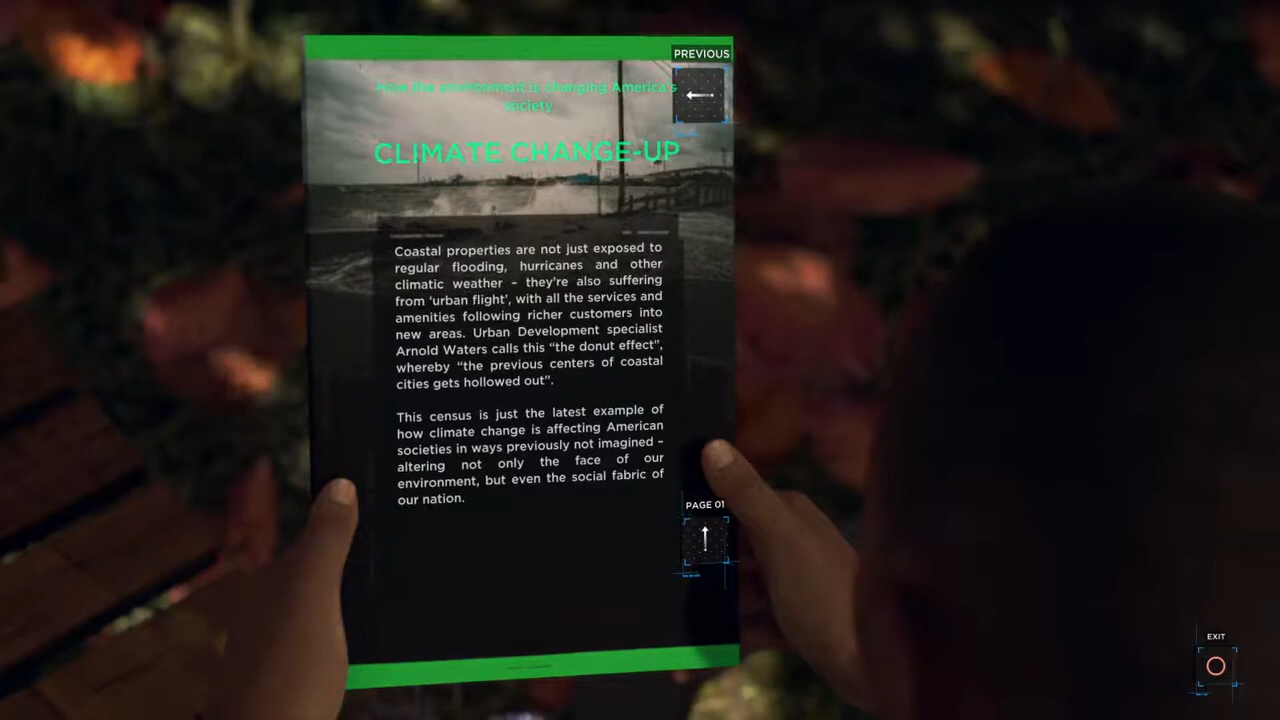 PREVIOUS
How the environment is changing America's
society
CLIMATE CHANGE-UP
Coastal properties are not just exposed to
regular flooding, hurricanes and other
climatic weather – they're also suffering
from 'urban flight', with all the services and
amenities following richer customers into
new areas. Urban Development specialist
Arnold Waters calls this "the donut effect",
whereby "the previous centers of coastal
cities gets hollowed out".
This census is just the latest example of
how climate change is affecting American
societies in ways previously not imagined –
altering not only the face of our
environment, but even the social fabric of
our nation.
PAGE 01
EXIT